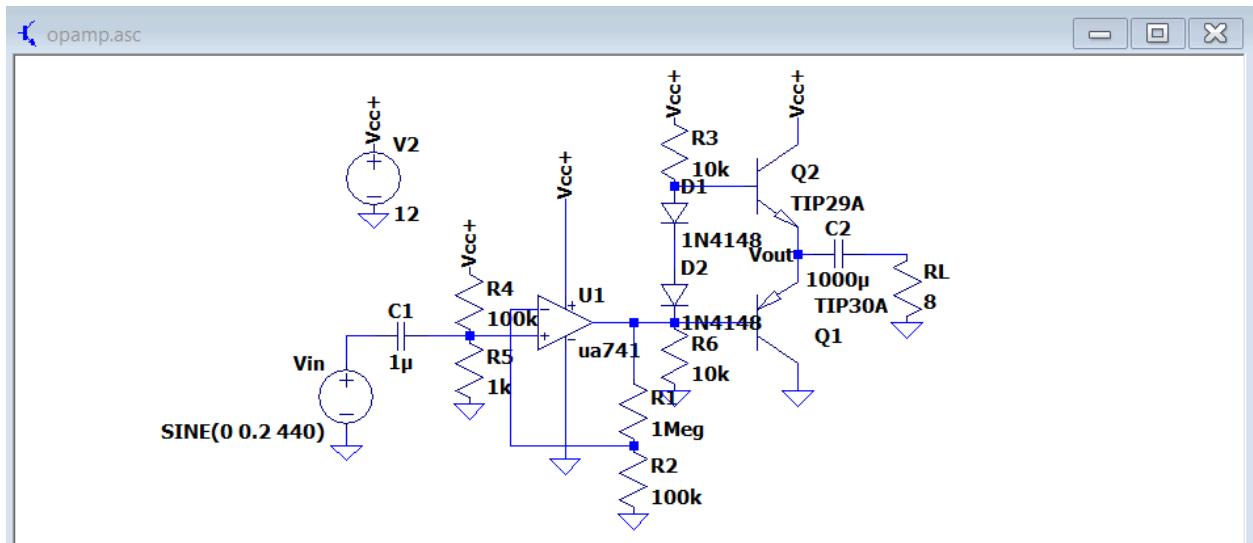 opamp.asc
Vcc+
V2
12
Vcc+
R4
100k
C1
1µ
R5
1k
Vin
SINE(0 0.2 440)
Vcc+
U1
ua741
Vcc+
R3
10k
D1
1N4148
D2
1N4148
R6
10k
R1
1Meg
R2
100k
Vcc+
Q2
TIP29A
C2
Vout
1000µ
TIP30A
Q1
RL
8